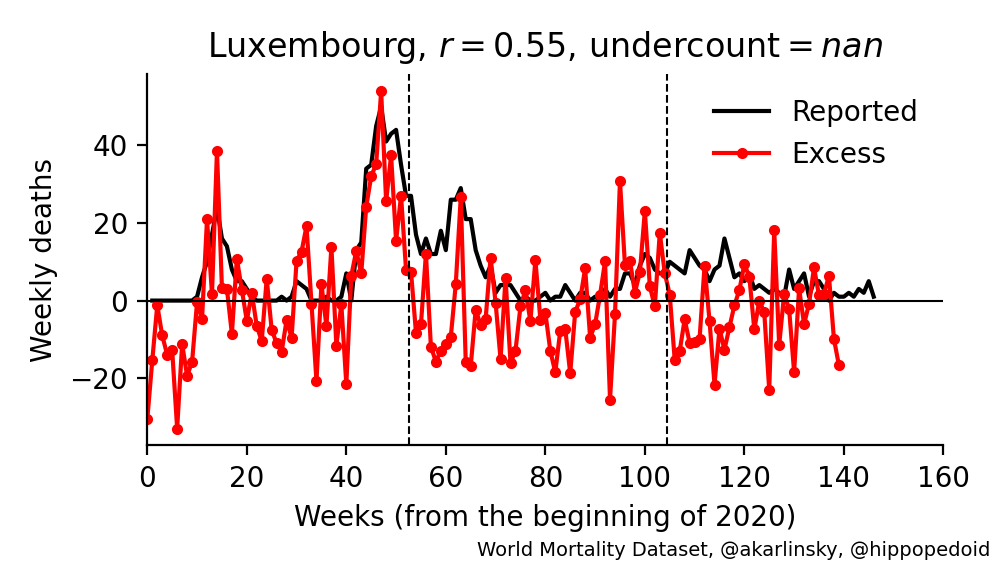 Luxembourg, r = 0.55, undercount = nan
Reported
Excess
Weekly deaths
40
20
0
−20
0 20 40 60 80 100 120 140 160
Weeks (from the beginning of 2020)
World Mortality Dataset, @akarlinsky, @hippopedoid